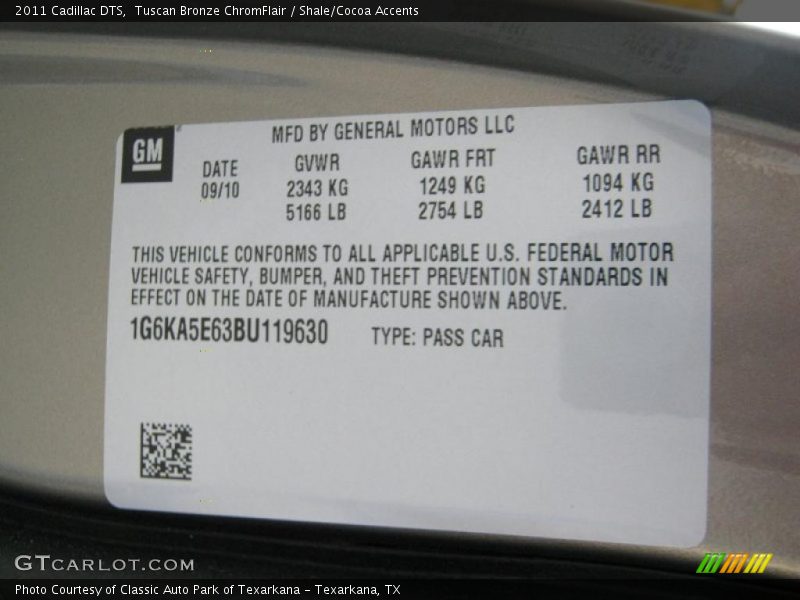 2011 Cadillac DTS,  Tuscan Bronze ChromFlair / Shale/Cocoa Accents
GM
MFD BY GENERAL MOTORS LLC
DATE GVWR GAWR FRT GAWR RR
09/10 2343 KG 1249 KG 1094 KG
5166 LB 2754 LB 2412 LB
THIS VEHICLE CONFORMS TO ALL APPLICABLE U.S. FEDERAL MOTOR
VEHICLE SAFETY, BUMPER, AND THEFT PREVENTION STANDARDS IN
EFFECT ON THE DATE OF MANUFACTURE SHOWN ABOVE.
1G6KA5E63BU119630 TYPE: PASS CAR
GTCARLOT.COM
Photo Courtesy of Classic Auto Park of Texarkana - Texarkana, TX